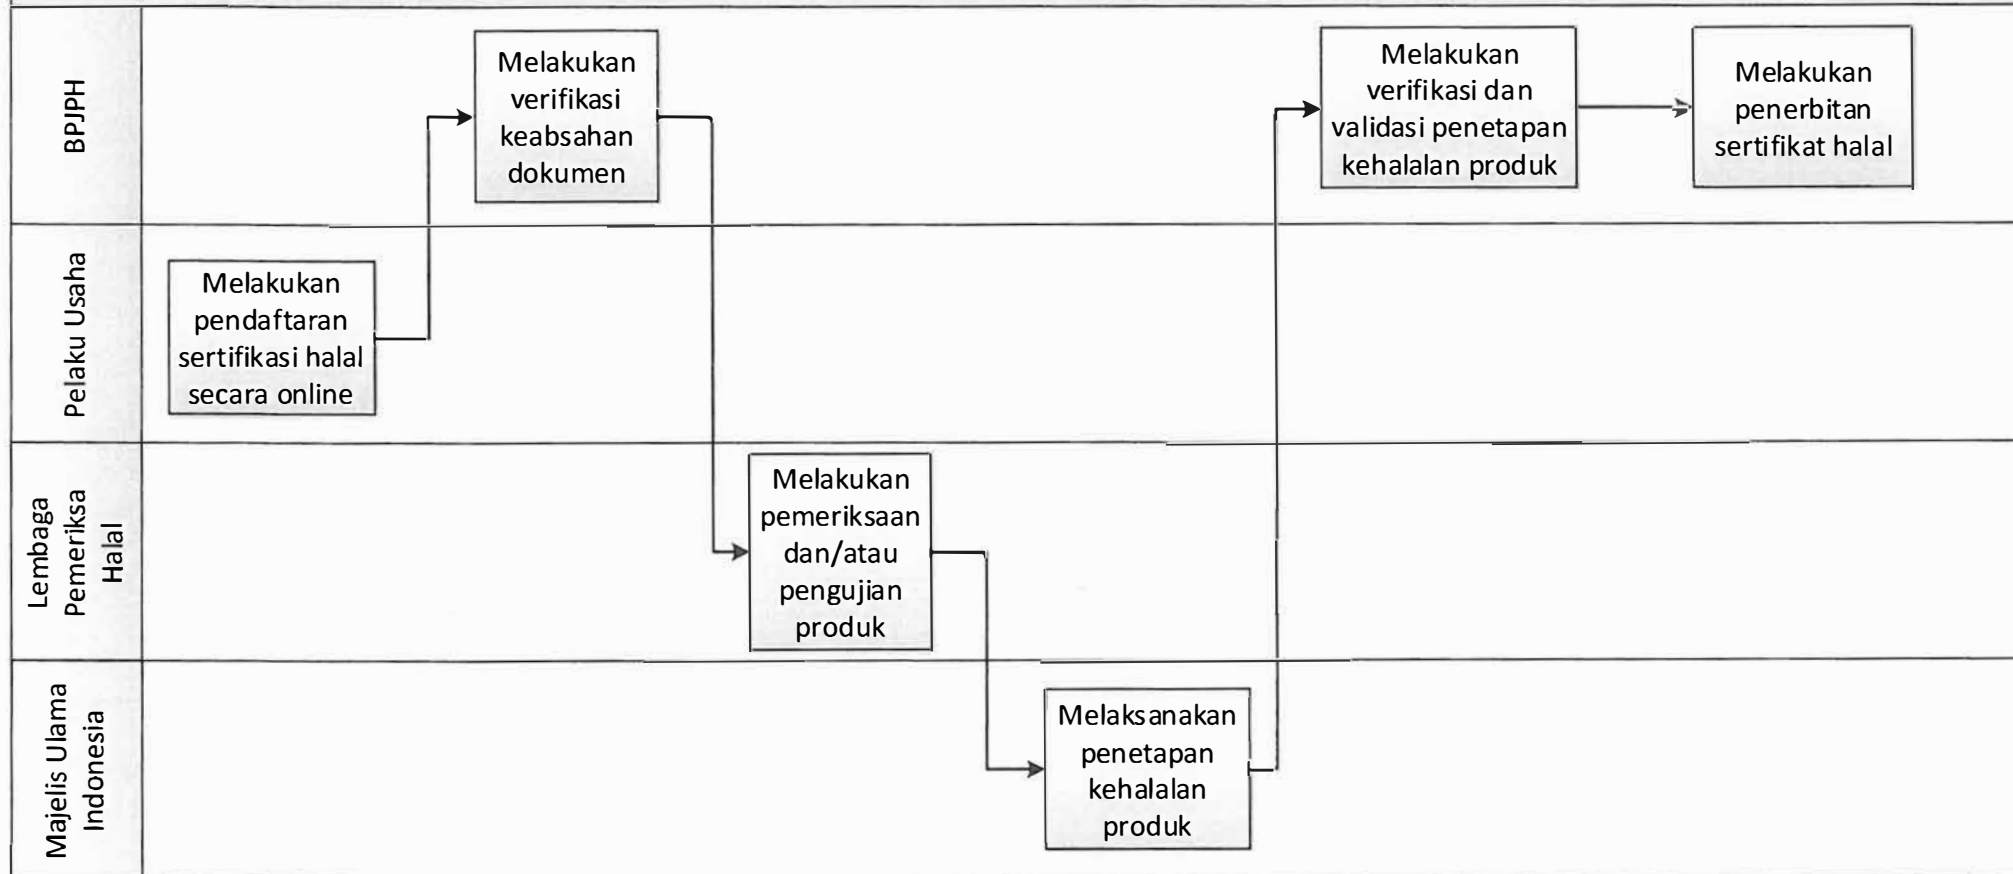 BPJPH
Melakukan
verifikasi
keabsahan
dokumen
Melakukan
verifikasi dan
validasi penetapan
kehalalan produk
Melakukan
penerbitan
sertifikat halal
Pelaku Usaha
Melakukan
pendaftaran
sertifikasi halal
secara online
Lembaga
Pemeriksa
Halal
Melakukan
pemeriksaan
dan/atau
pengujian
produk
Majelis Ulama
Indonesia
Melaksanakan
penetapan
kehalalan
produk